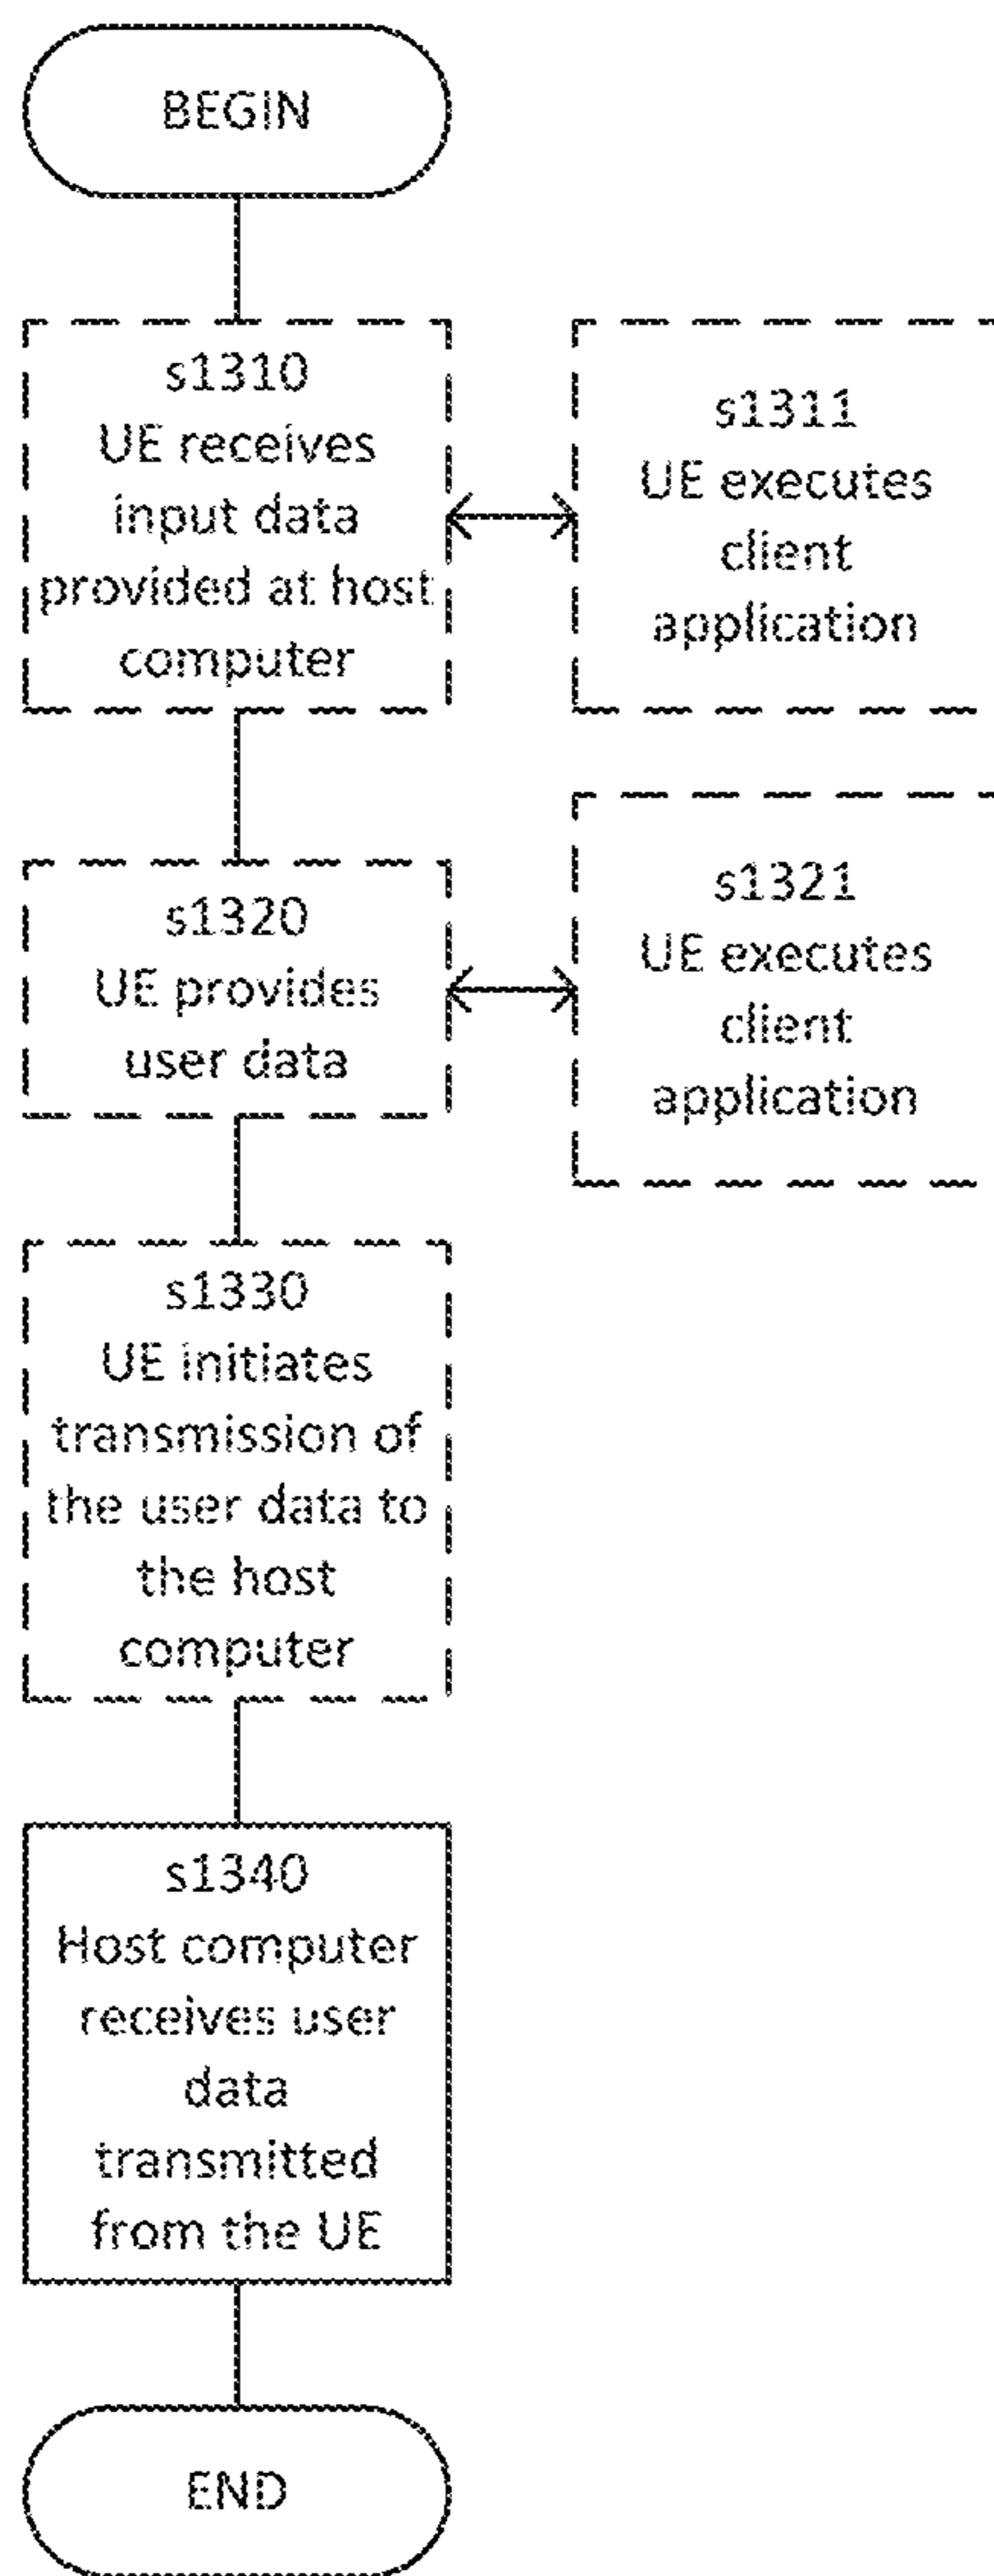 BEGIN
s1310
UE receives
input data
provided at host
computer
s1311
UE executes
client
application
s1320
UE provides
user data
s1321
UE executes
client
application
s1330
UE initiates
transmission of
the user data to
the host
computer
s1340
Host computer
receives user
data
transmitted
from the UE
END